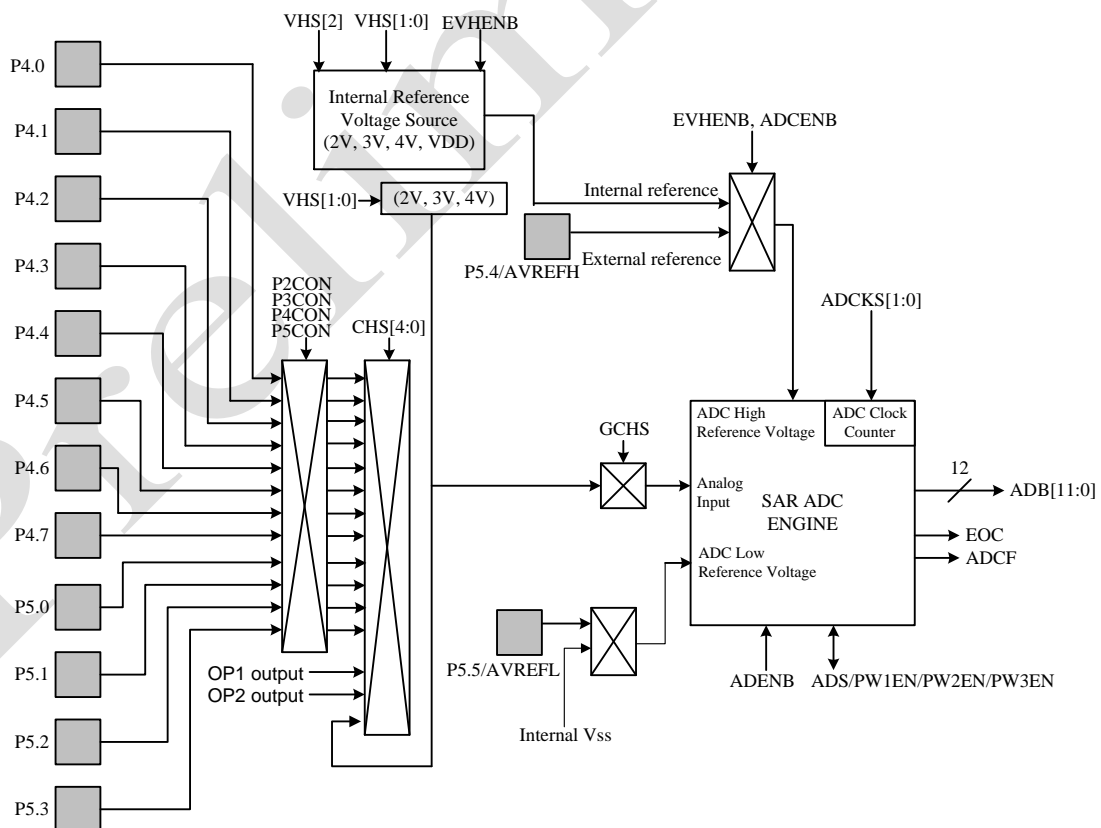 VHS[2] VHS[1:0] EVHENB
P4.0
Internal Reference
Voltage Source
(2V, 3V, 4V, VDD)
P4.1
EVHENB, ADCENB
P4.2
VHS[1:0]
(2V, 3V, 4V)
Internal reference
P4.3
External reference
P5.4/AVREFH
P2CON
P3CON
P4CON
P5CON
CHS[4:0]
ADCKS[1:0]
P4.4
P4.5
ADC High
Reference Voltage
ADC Clock
Counter
GCHS
P4.6
Analog
Input
SAR ADC
ENGINE
12
ADB[11:0]
P4.7
EOC
ADCF
ADC Low
Reference Voltage
P5.0
P5.1
OP1 output
OP2 output
P5.5/AVREFL
ADENB
ADS/PW1EN/PW2EN/PW3EN
P5.2
Internal Vss
P5.3